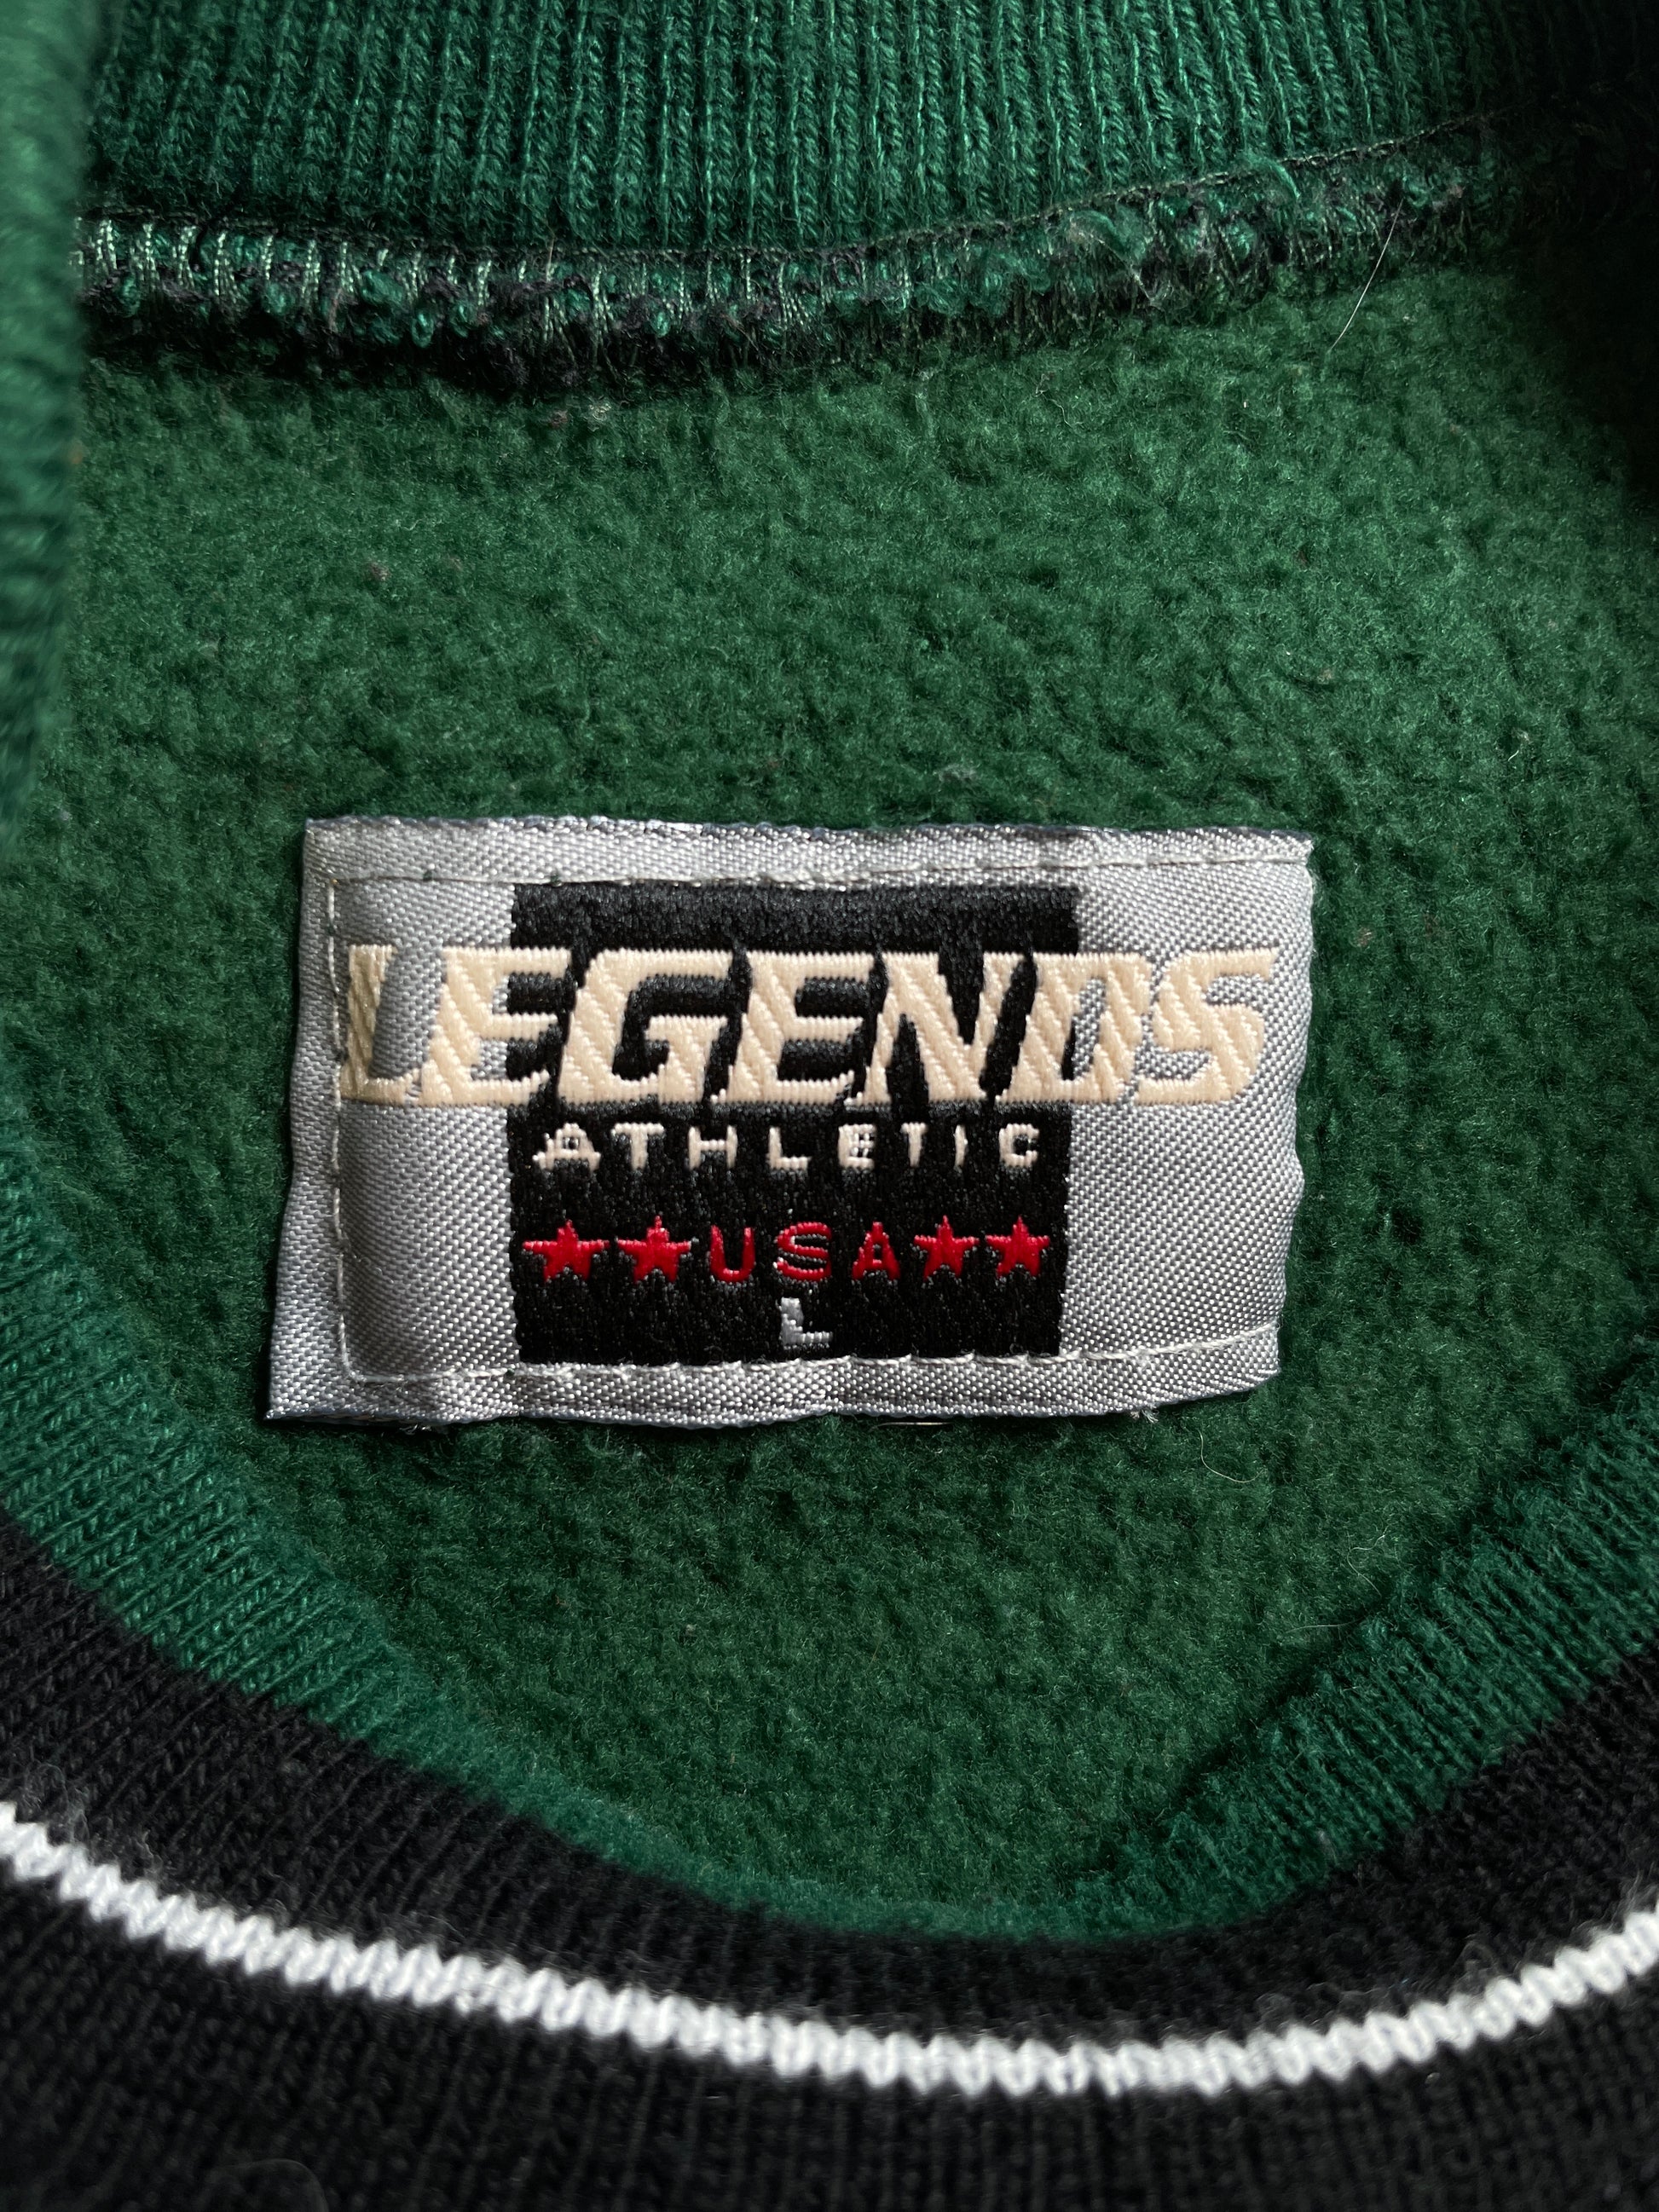 LEGENDS
ATHLETIC
★★USA★★
L